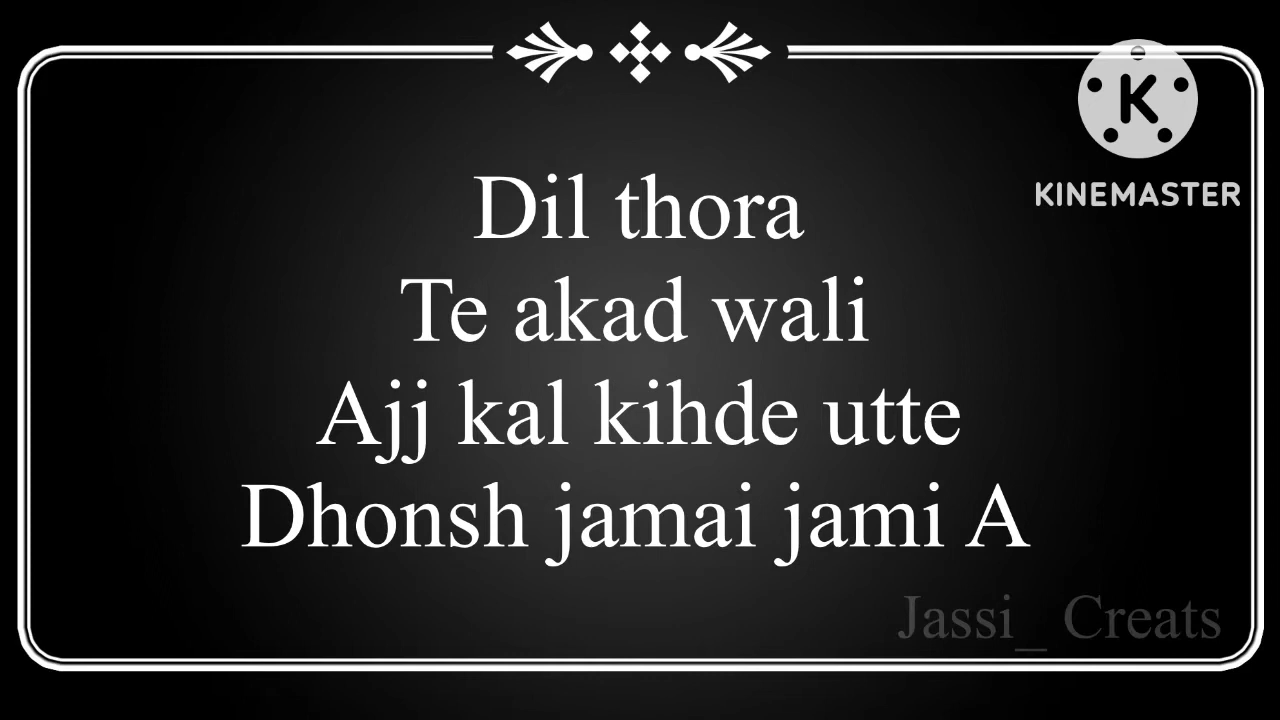 K
KINEMASTER
Dil thora
Te akad wali
Ajj kal kihde utte
Dhonsh jamai jami A
Jassi_ Creats